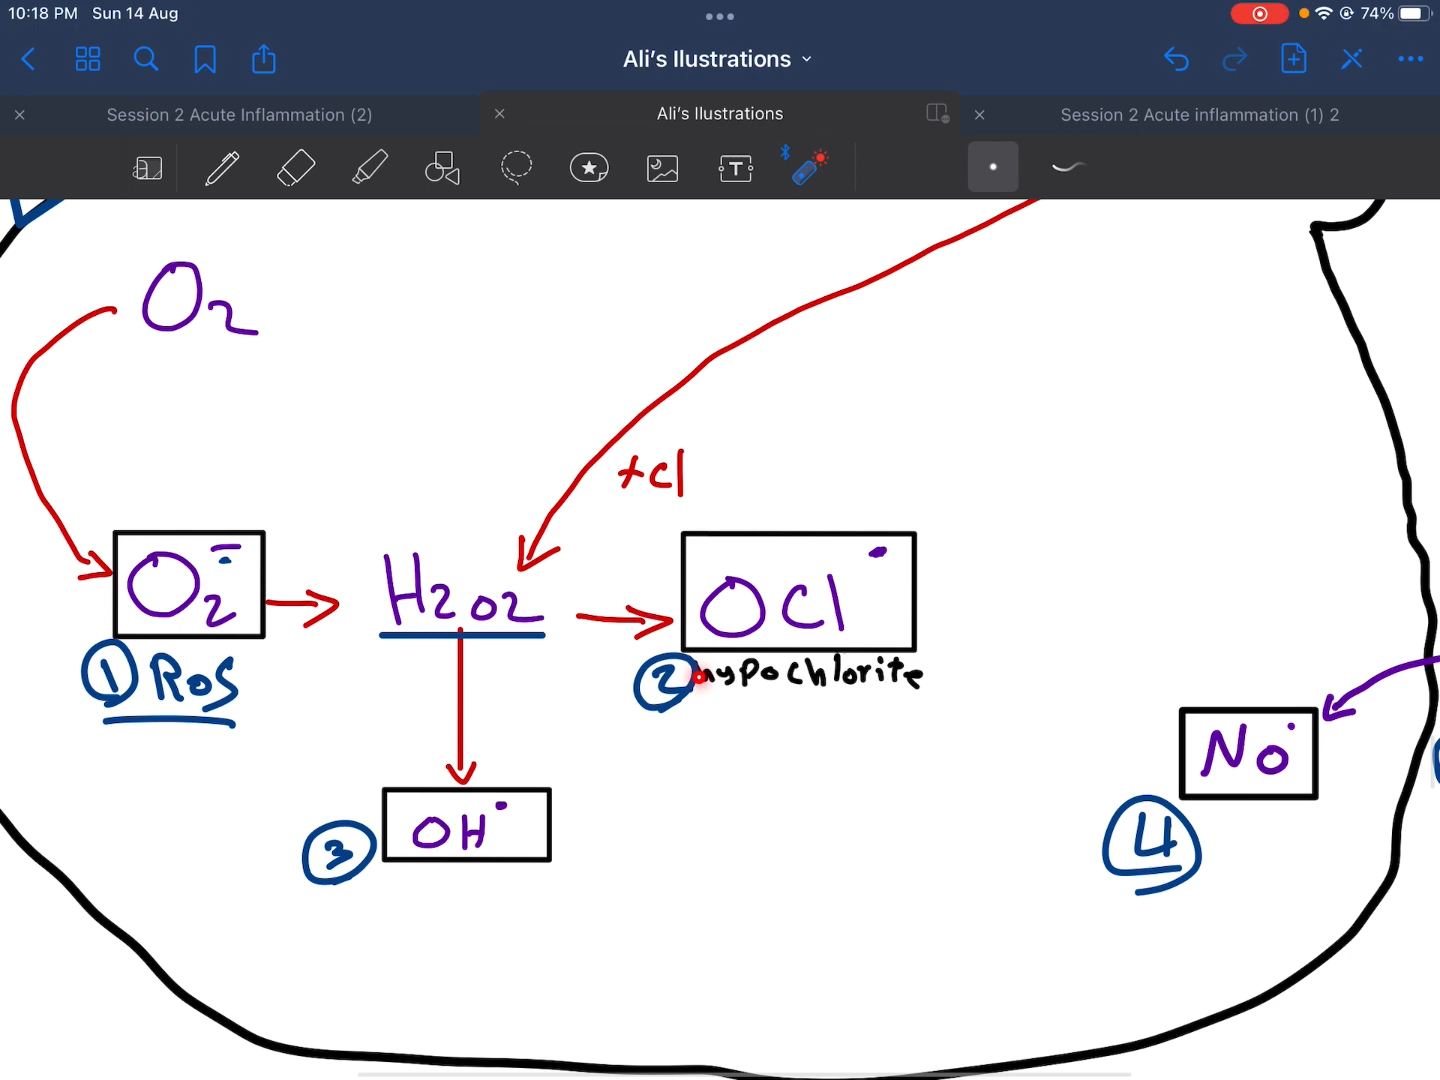 10:18 PM Sun 14 Aug
74%
Ali's Ilustrations
Session 2 Acute Inflammation (2)
Ali's Ilustrations
Session 2 Acute inflammation (1) 2
O2
+cl
O2̄•
H2O2
OCl•
1 ROS
2 hypochlorite
NO•
OH•
3
4